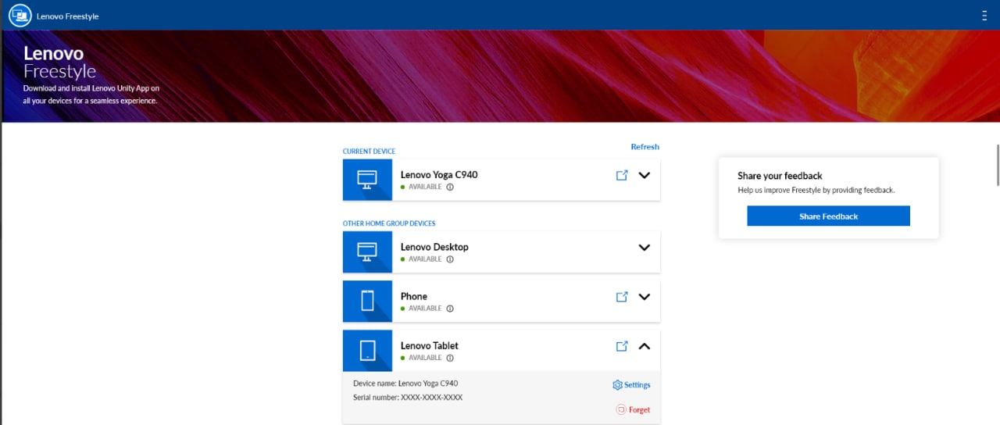 Lenovo Freestyle
Lenovo
Freestyle
Download and install Lenovo Unity App on
all your devices for a seamless experience.
Refresh
CURRENT DEVICE
Lenovo Yoga C940
AVAILABLE
OTHER HOME GROUP DEVICES
Lenovo Desktop
AVAILABLE
Phone
AVAILABLE
Lenovo Tablet
AVAILABLE
Device name: Lenovo Yoga C940
Settings
Serial number: XXXX-XXXX-XXXX
Forget
Share your feedback
Help us improve Freestyle by providing feedback.
Share Feedback